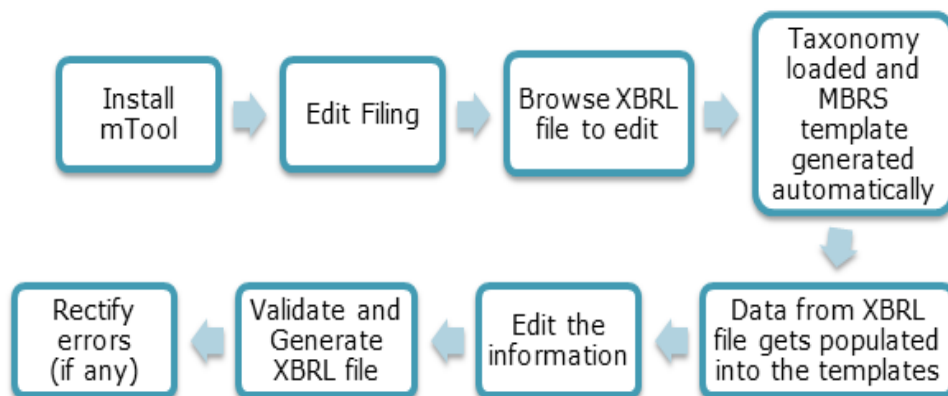 Install
mTool
Edit Filing
Browse XBRL
file to edit
Taxonomy
loaded and
MBRS
template
generated
automatically
Data from XBRL
file gets populated
into the templates
Edit the
information
Validate and
Generate
XBRL file
Rectify
errors
(if any)